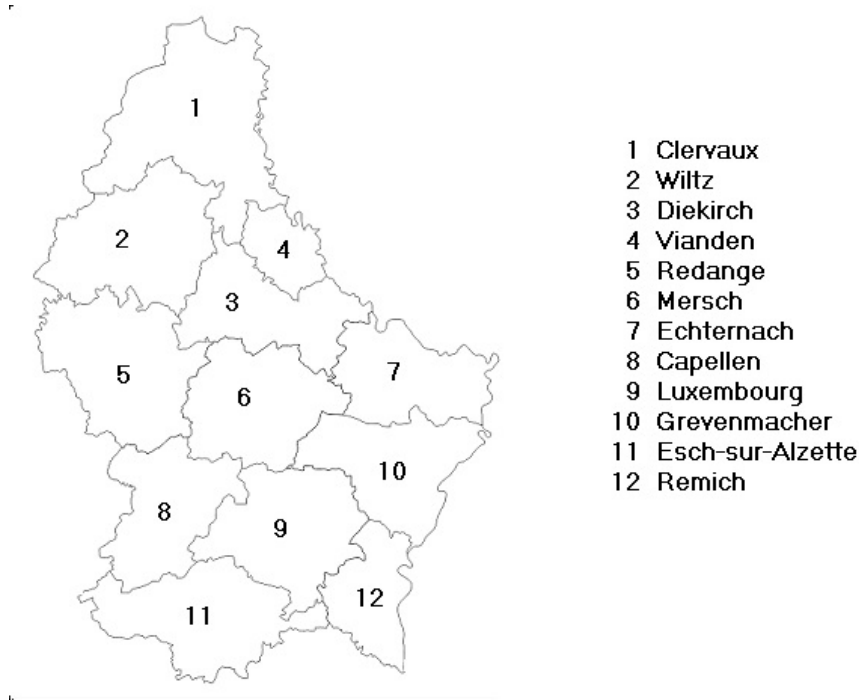 1
2
4
3
5
7
6
10
8
9
12
11
1 Clervaux
2 Wiltz
3 Diekirch
4 Vianden
5 Redange
6 Mersch
7 Echternach
8 Capellen
9 Luxembourg
10 Grevenmacher
11 Esch-sur-Alzette
12 Remich